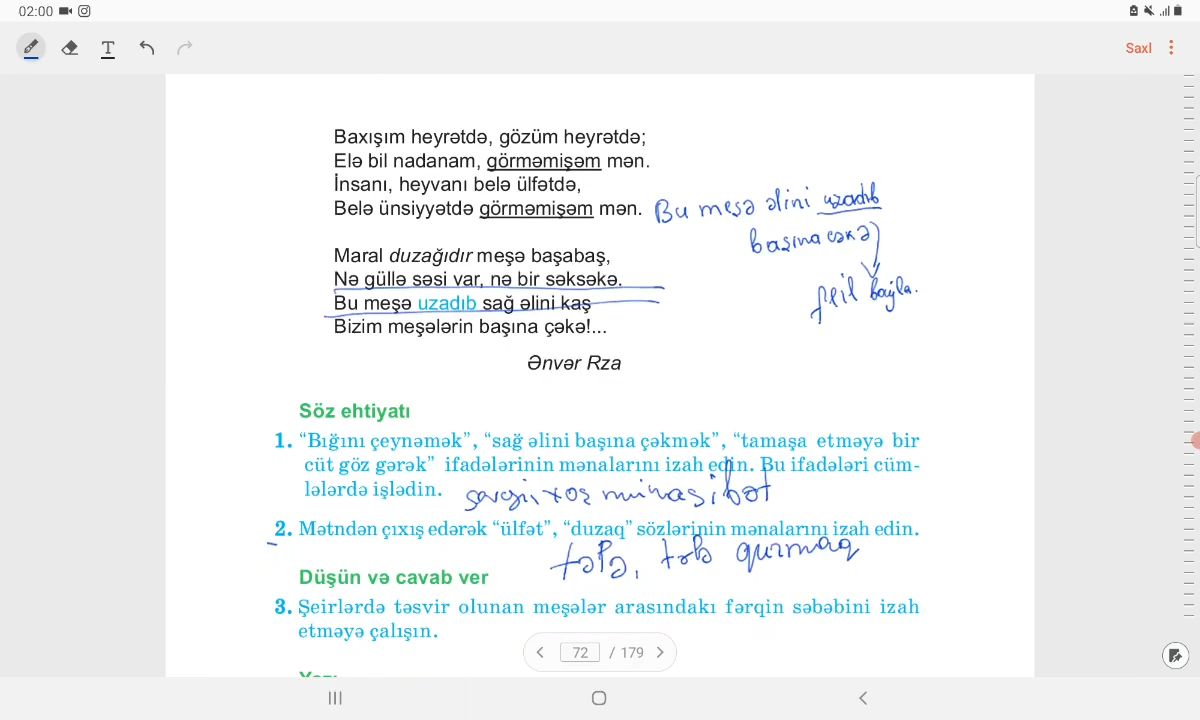 02:00
T
Saxl
Baxışım heyrətdə, gözüm heyrətdə;
Elə bil nadanam, görməmişəm mən.
İnsanı, heyvanı belə ülfətdə,
Belə ünsiyyətdə görməmişəm mən.
Bu meşə əlini uzadıb
başına çəkə
feil bağla.
Maral duzağıdır meşə başabaş,
Nə güllə səsi var, nə bir səksəkə.
Bu meşə uzadıb sağ əlini kaş
Bizim meşələrin başına çəkə!...
Ənvər Rza
Söz ehtiyatı
1. “Bığını çeynəmək”, “sağ əlini başına çəkmək”, “tamaşa etməyə bir
cüt göz gərək” ifadələrinin mənalarını izah edin. Bu ifadələri cüm-
lələrdə işlədin.
sevgi, xoş münasibət
2. Mətndən çıxış edərək “ülfət”, “duzaq” sözlərinin mənalarını izah edin.
tələ, tələ qurmaq
Düşün və cavab ver
3. Şeirlərdə təsvir olunan meşələr arasındakı fərqin səbəbini izah
etməyə çalışın.
72 / 179